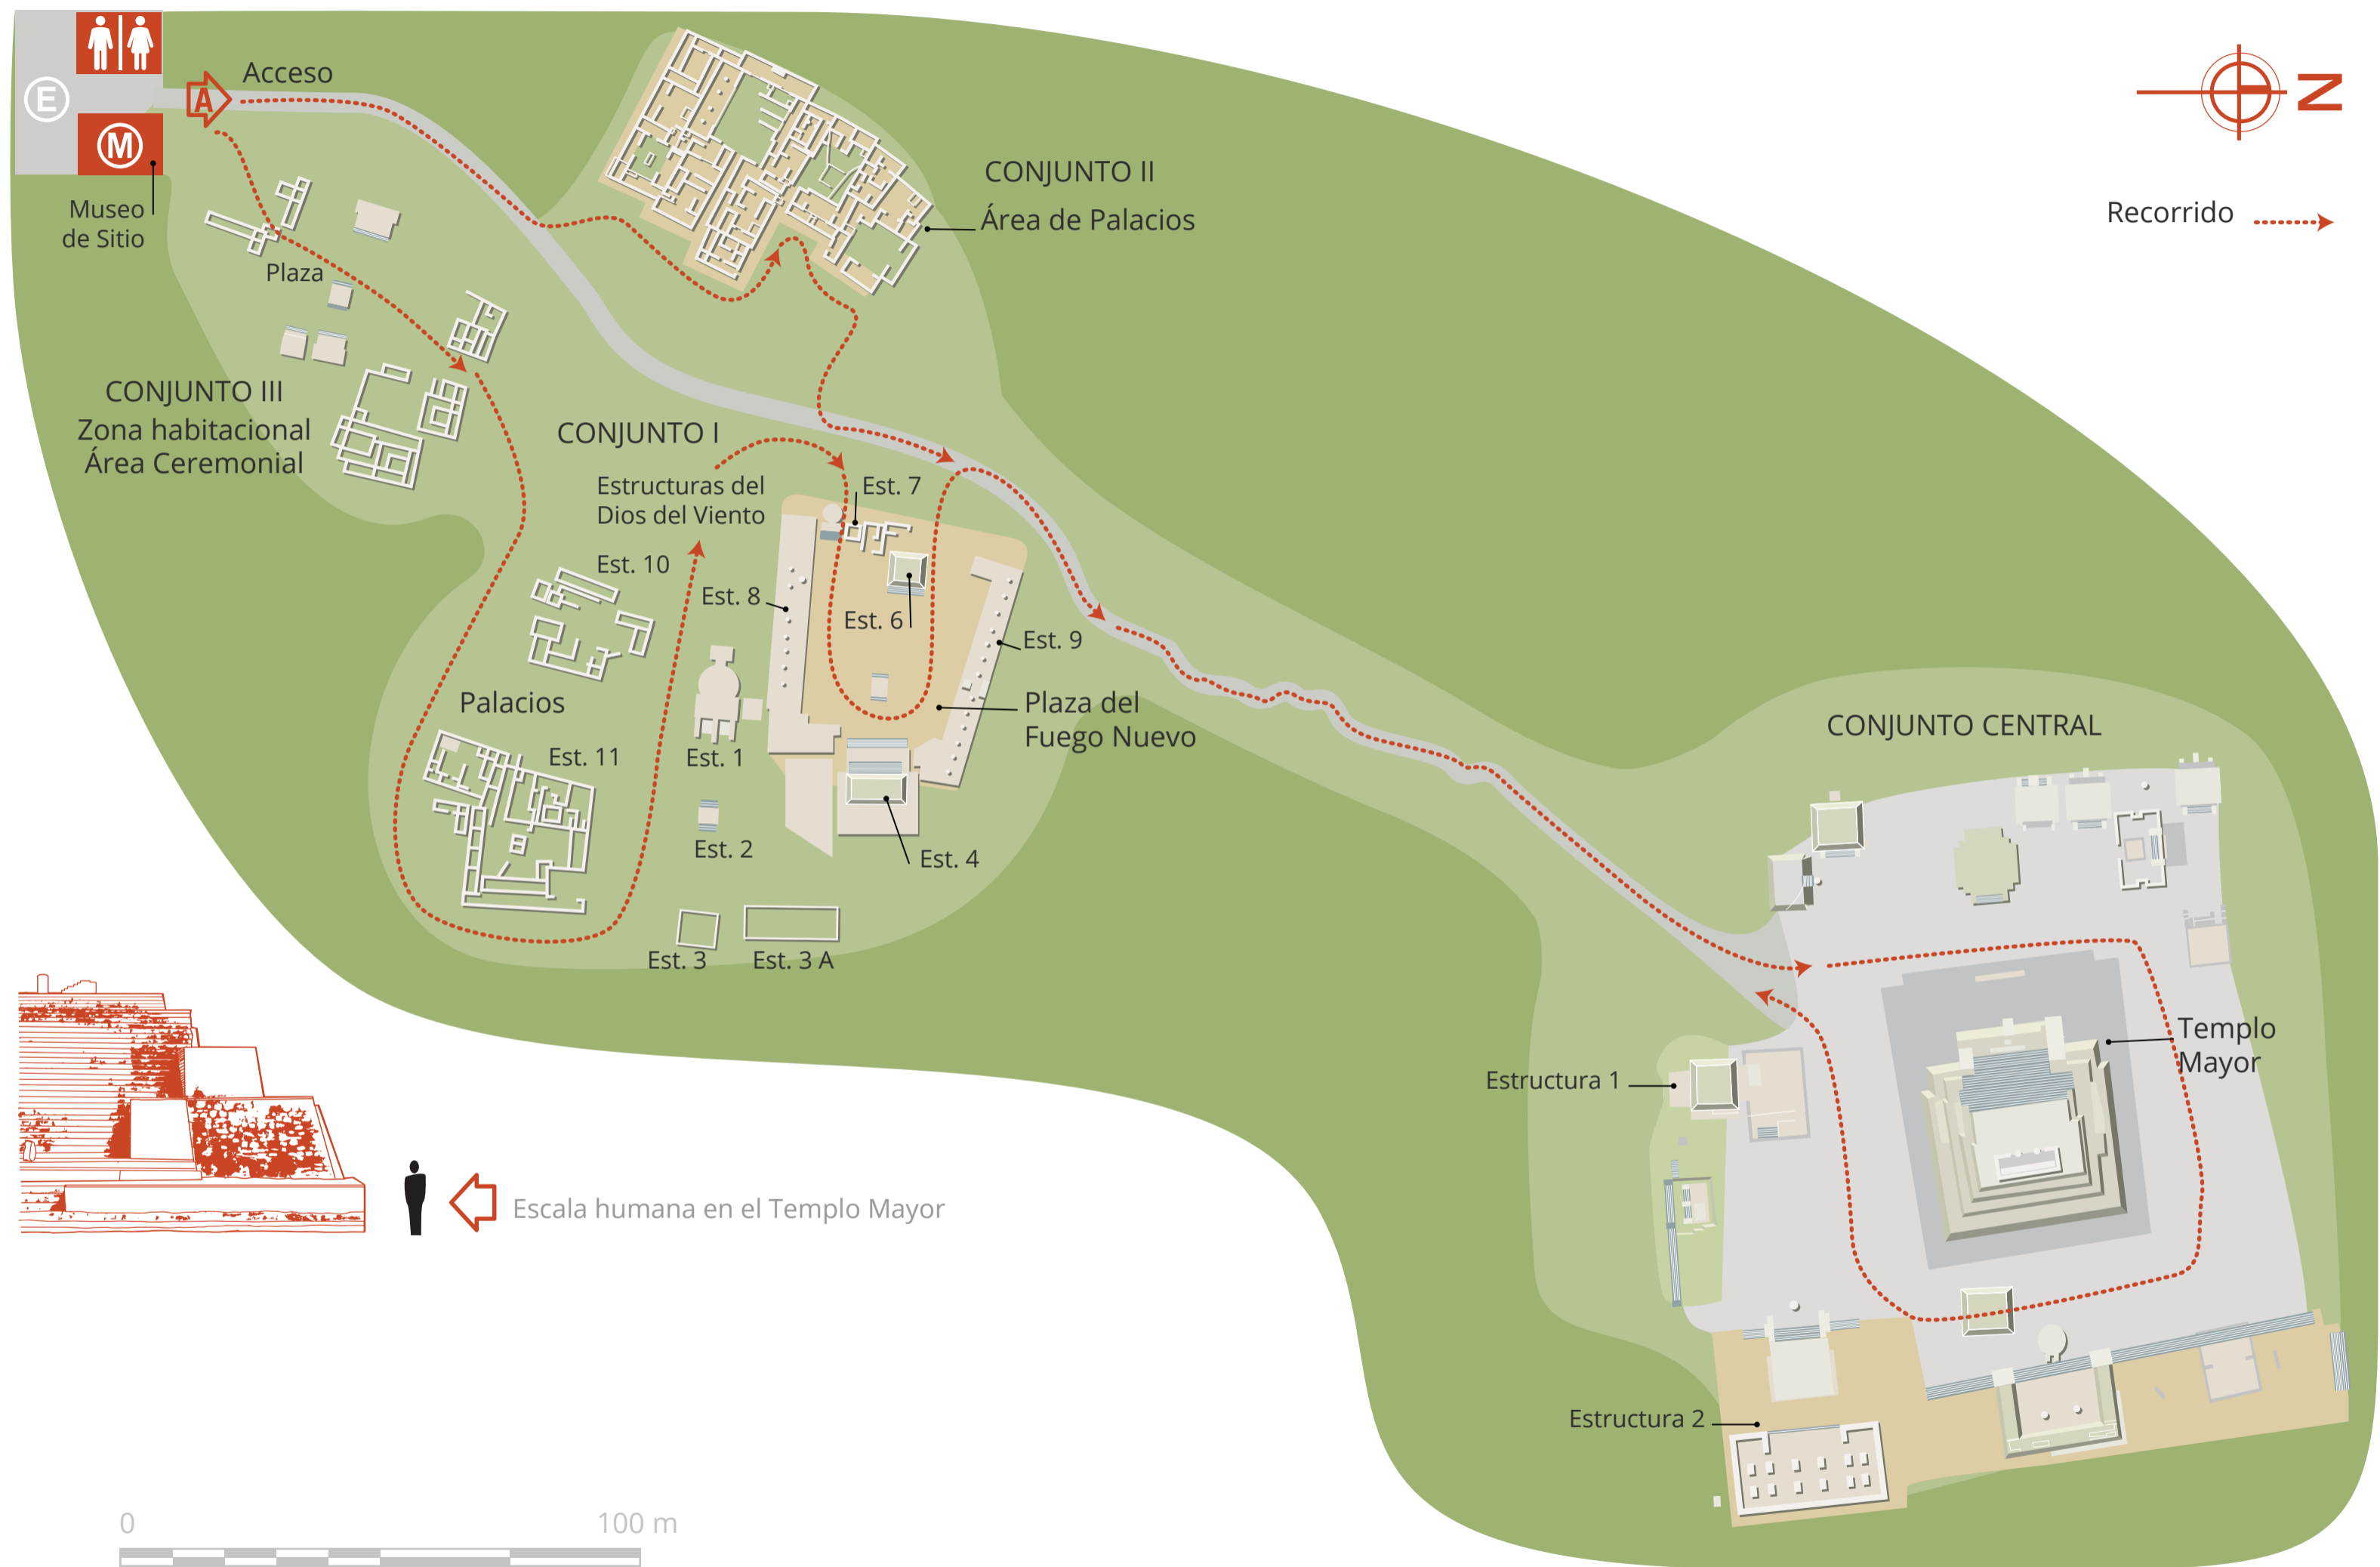 E
A
M
Acceso
Museo
de Sitio
Plaza
CONJUNTO II
Área de Palacios
N
Recorrido
CONJUNTO III
Zona habitacional
Área Ceremonial
CONJUNTO I
Estructuras del
Dios del Viento
Est. 7
Est. 10
Est. 8
Est. 6
Est. 9
Palacios
Est. 11
Est. 1
Plaza del
Fuego Nuevo
Est. 2
Est. 4
Est. 3
Est. 3 A
CONJUNTO CENTRAL
Templo
Mayor
Estructura 1
Estructura 2
Escala humana en el Templo Mayor
0
100 m